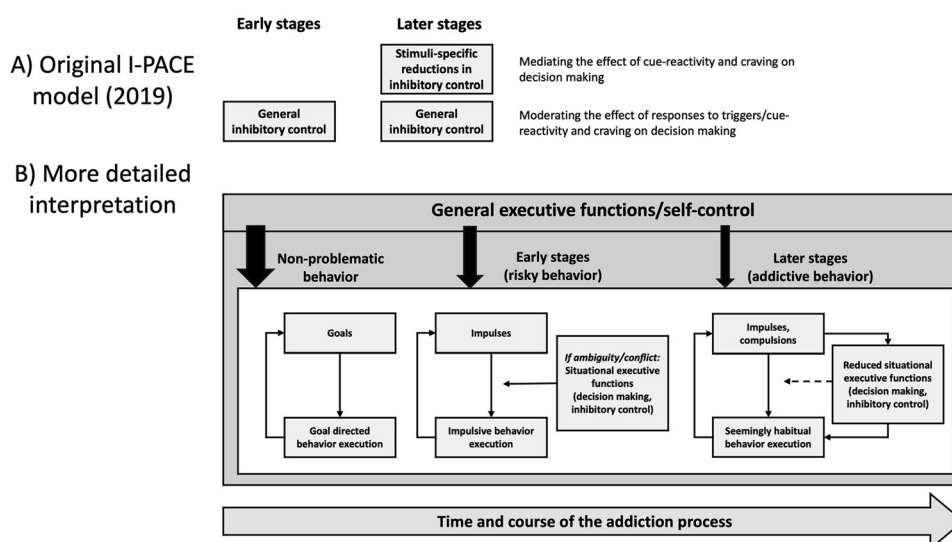 Early stages
Later stages
A) Original I-PACE
model (2019)
Stimuli-specific
reductions in
inhibitory control
Mediating the effect of cue-reactivity and craving on
decision making
General
inhibitory control
General
inhibitory control
Moderating the effect of responses to triggers/cue-
reactivity and craving on decision making
B) More detailed
interpretation
General executive functions/self-control
Non-problematic
behavior
Early stages
(risky behavior)
Later stages
(addictive behavior)
Goals
Goal directed
behavior execution
Impulses
If ambiguity/conflict:
Situational executive
functions
(decision making,
inhibitory control)
Impulsive behavior
execution
Impulses,
compulsions
Reduced situational
executive functions
(decision making,
inhibitory control)
Seemingly habitual
behavior execution
Time and course of the addiction process